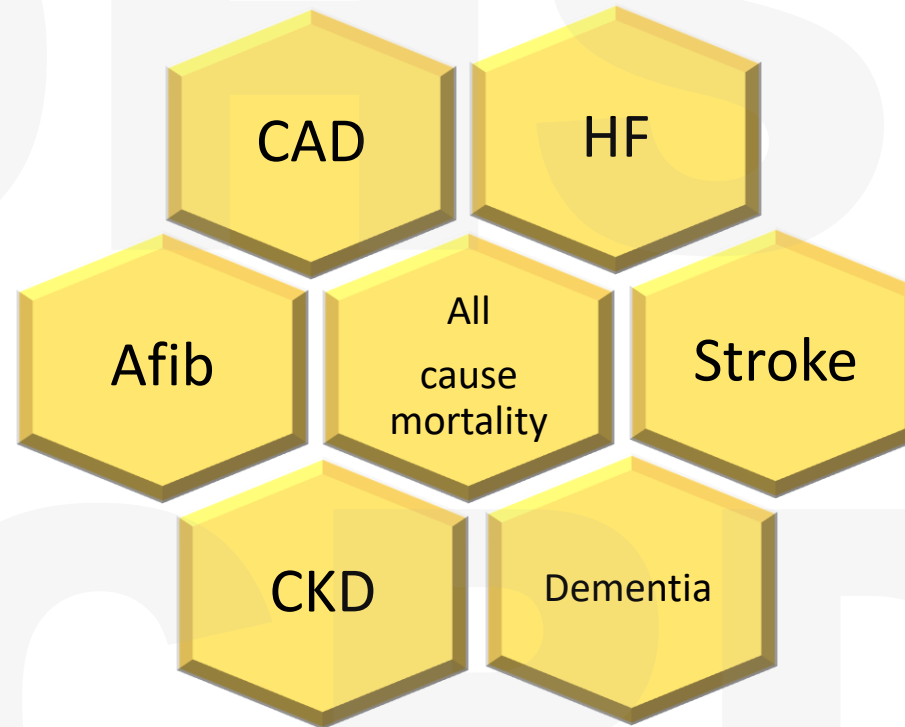 CAD
HF
Afib
All
cause
mortality
Stroke
CKD
Dementia